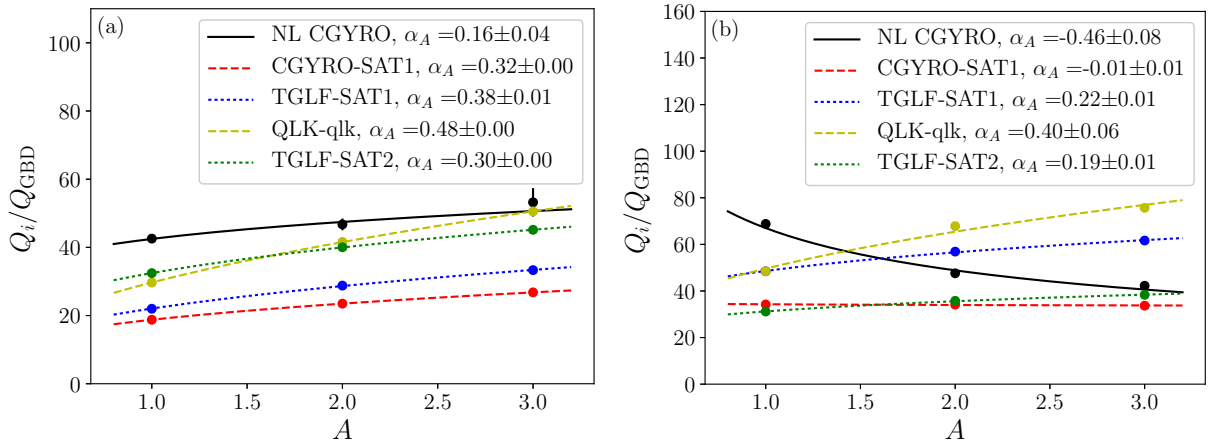 (a)
NL CGYRO, α_A =0.16±0.04
CGYRO-SAT1, α_A =0.32±0.00
TGLF-SAT1, α_A =0.38±0.01
QLK-qlk, α_A =0.48±0.00
TGLF-SAT2, α_A =0.30±0.00
Q_i/Q_GBD
100
80
60
40
20
0
1.0 1.5 2.0 2.5 3.0
A
(b)
NL CGYRO, α_A =-0.46±0.08
CGYRO-SAT1, α_A =-0.01±0.01
TGLF-SAT1, α_A =0.22±0.01
QLK-qlk, α_A =0.40±0.06
TGLF-SAT2, α_A =0.19±0.01
Q_i/Q_GBD
160
140
120
100
80
60
40
20
0
1.0 1.5 2.0 2.5 3.0
A